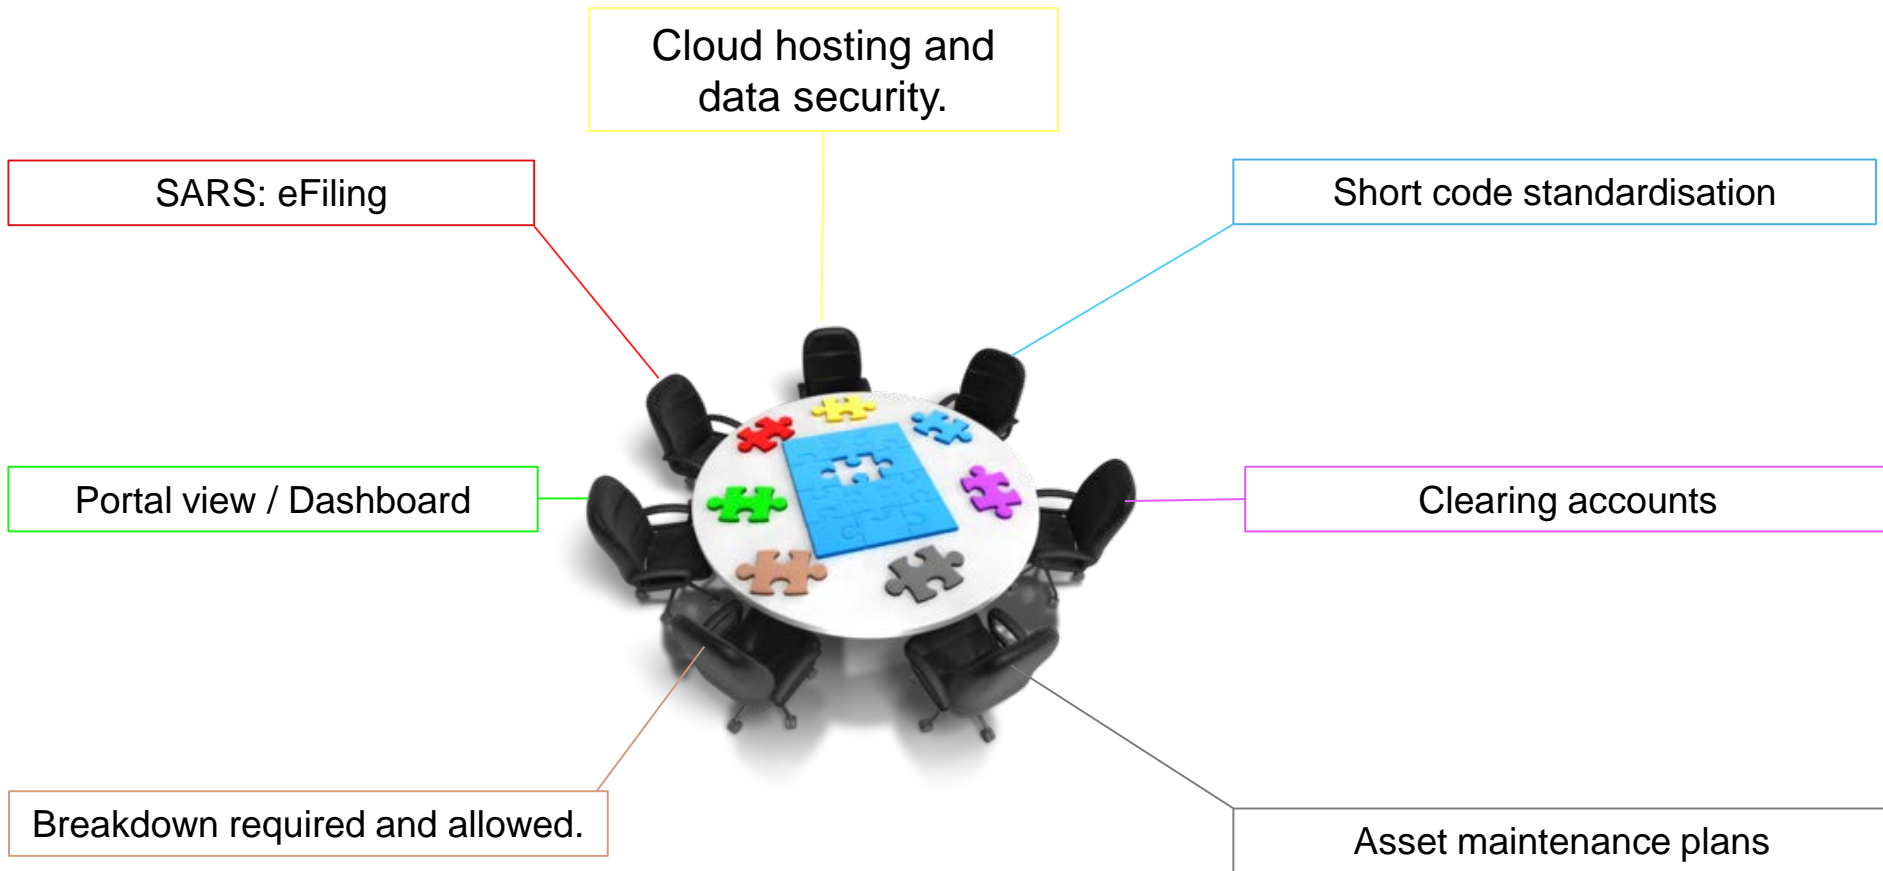 Cloud hosting and
data security.
SARS: eFiling
Short code standardisation
Portal view / Dashboard
Clearing accounts
Breakdown required and allowed.
Asset maintenance plans